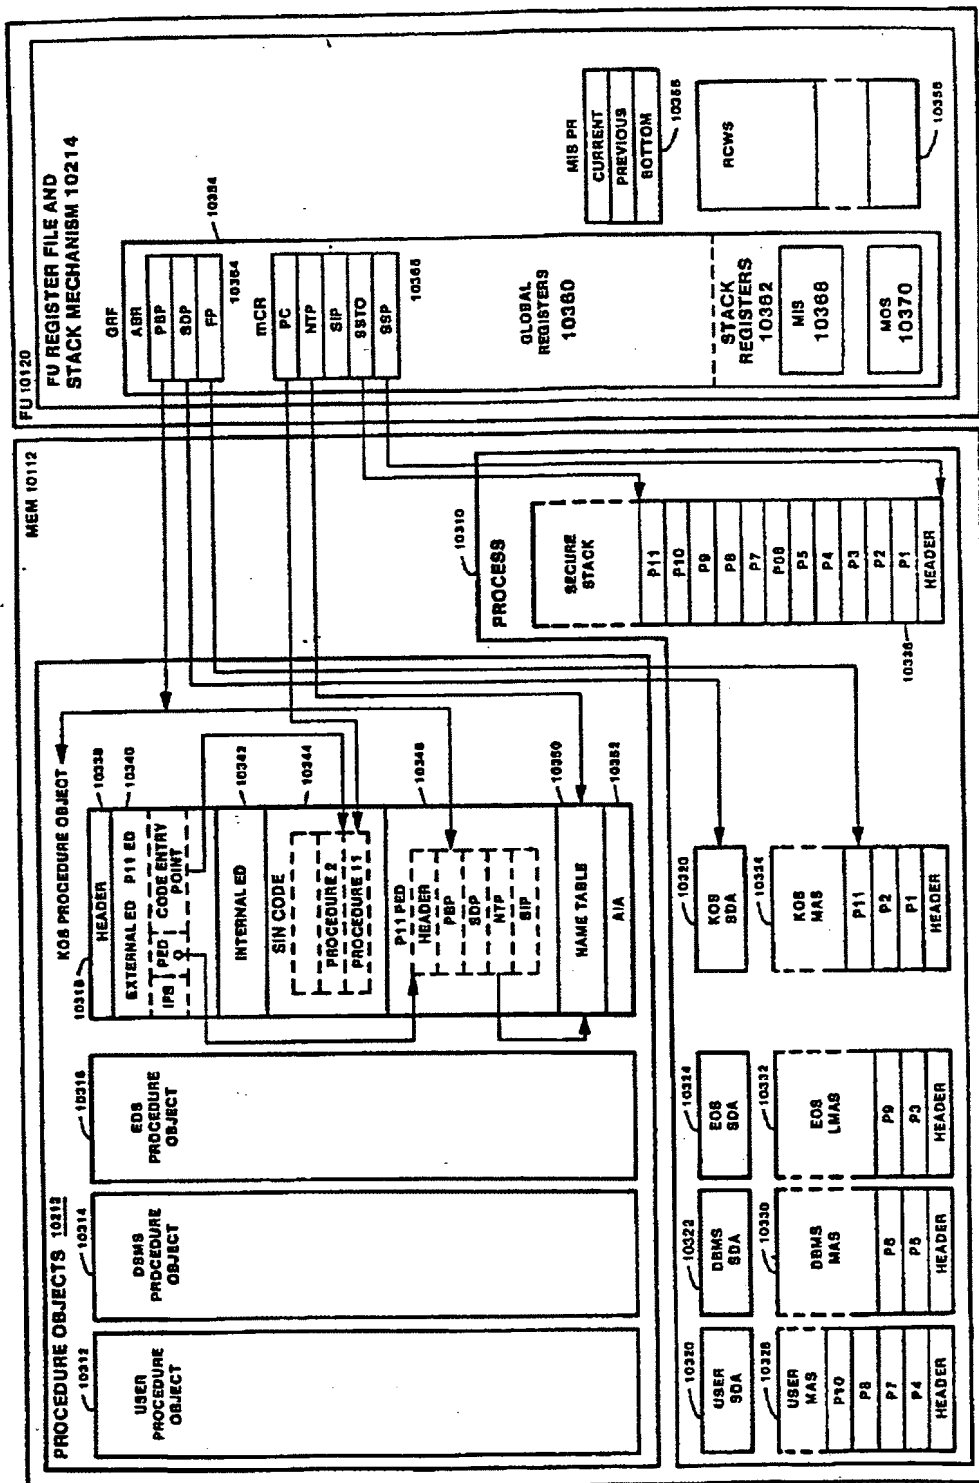 FU 10120
FU REGISTER FILE AND
STACK MECHANISM 10214
GRF
ABR
PBP
SDP
FP
10354
10364
mCR
PC
NTP
SIP
SSTO
SSP
10366
GLOBAL
REGISTERS
10360
STACK
REGISTERS
10362
MIS
10368
MOS
10370
MIS PR
CURRENT
PREVIOUS
BOTTOM
10356
RCWS
10358
MEM 10112
PROCEDURE OBJECTS 10212
10312
USER
PROCEDURE
OBJECT
10314
DBMS
PROCEDURE
OBJECT
10316
EDS
PROCEDURE
OBJECT
KOS PROCEDURE OBJECT
10318
HEADER
10338
EXTERNAL ED P11 ED
10340
IPS
PED
CODE ENTRY
POINT
INTERNAL ED
10342
SIN CODE
10344
PROCEDURE 2
PROCEDURE 11
P11 PED
10348
HEADER
PBP
SDP
NTP
SIP
NAME TABLE
10350
AIA
10352
PROCESS
10310
SECURE
STACK
P11
P10
P9
P8
P7
P06
P5
P4
P3
P2
P1
HEADER
10336
10320
USER
SDA
10322
DBMS
SDA
10324
EOS
SDA
10320
KOS
SDA
10328
USER
MAS
P10
P8
P7
P4
HEADER
10330
DBMS
MAS
P6
P5
HEADER
10332
EOS
LMAS
P9
P3
HEADER
10334
KOS
MAS
P11
P2
P1
HEADER